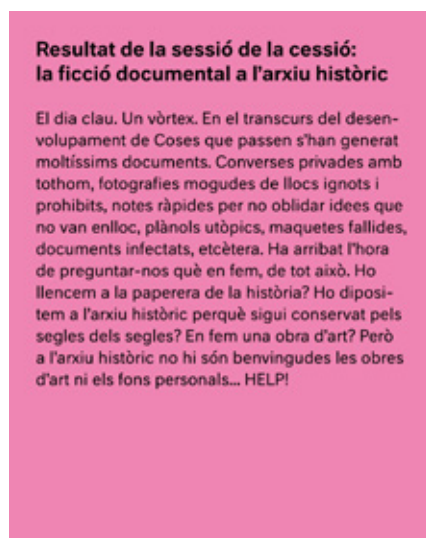 Resultat de la sessió de la cessió:
la ficció documental a l'arxiu històric
El dia clau. Un vòrtex. En el transcurs del desen-
volupament de Coses que passen s'han generat
moltíssims documents. Converses privades amb
tothom, fotografies mogudes de llocs ignots i
prohibits, notes ràpides per no oblidar idees que
no van enlloc, plànols utòpics, maquetes fallides,
documents infectats, etcètera. Ha arribat l'hora
de preguntar-nos què en fem, de tot això. Ho
llencem a la paperera de la història? Ho diposi-
tem a l'arxiu històric perquè sigui conservat pels
segles dels segles? En fem una obra d'art? Però
a l'arxiu històric no hi són benvingudes les obres
d'art ni els fons personals... HELP!